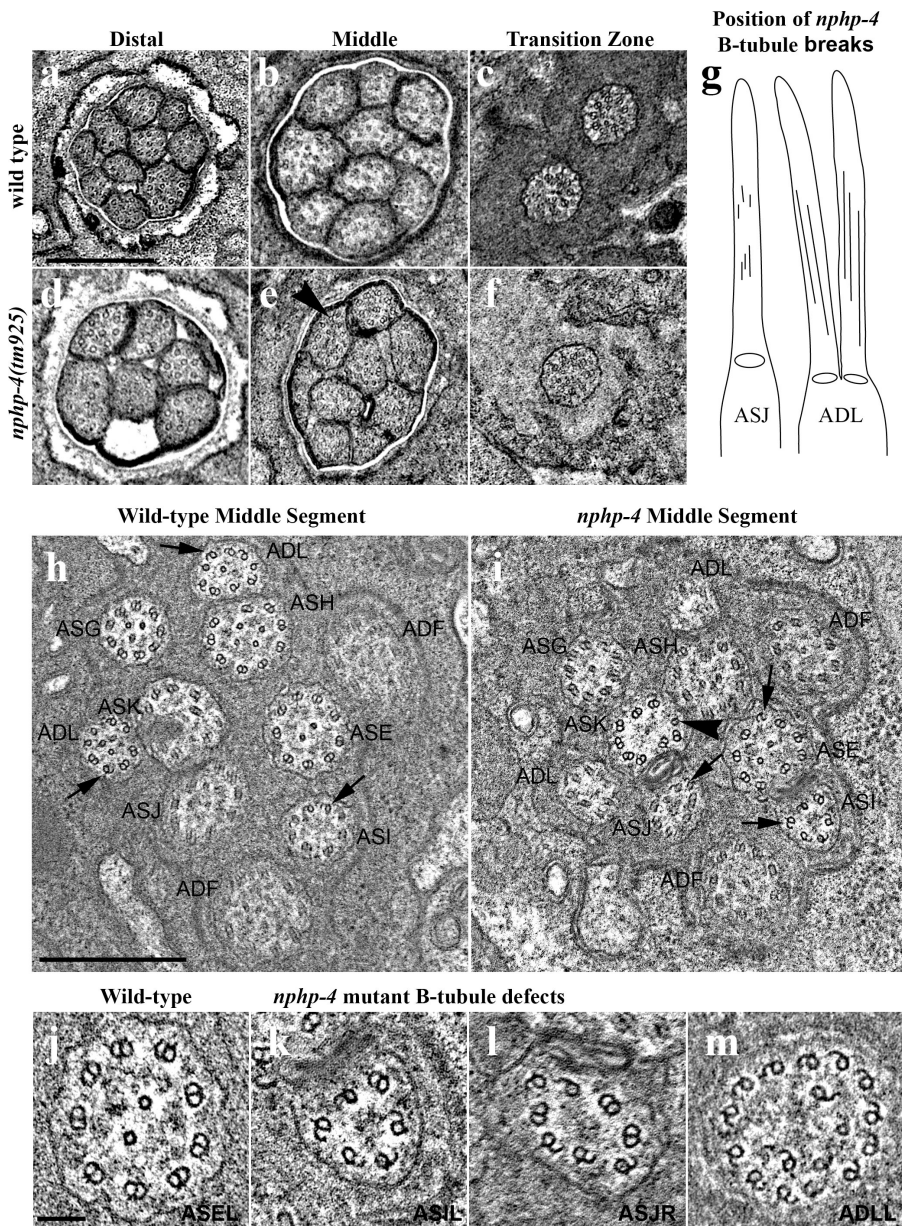 Distal
Middle
Transition Zone
Position of nphp-4
B-tubule breaks
wild type
a
b
c
g
nphp-4(tm925)
d
e
f
ASJ
ADL
Wild-type Middle Segment
nphp-4 Middle Segment
h
ADL
ASH
ASG
ADF
ASK
ADL
ASE
ASJ
ASI
ADF
i
ADL
ASG
ASH
ADF
ASK
ASE
ADL
ASJ
ASI
ADF
Wild-type
nphp-4 mutant B-tubule defects
j
k
l
m
ASEL
ASIL
ASJR
ADLL